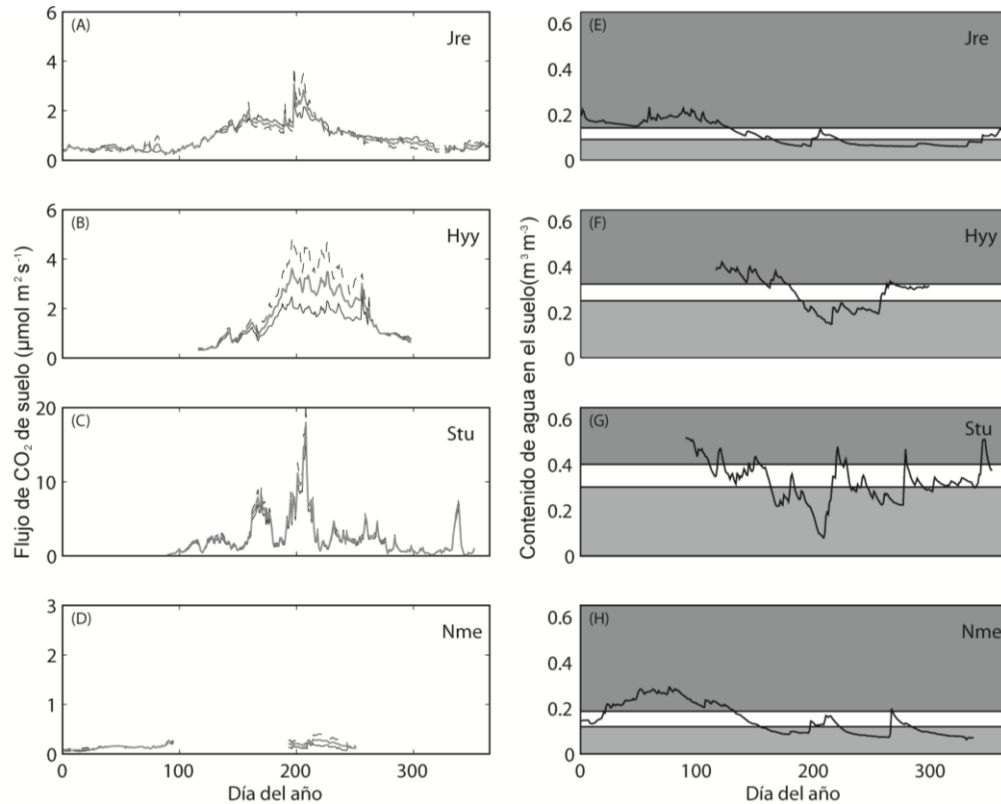 (A)
Jre
6
4
2
0
(B)
Hyy
6
4
2
0
(C)
Stu
20
10
0
(D)
Nme
3
2
1
0
0
100
200
300
Día del año
Flujo de CO₂ de suelo (µmol m² s⁻¹)
(E)
Jre
0.6
0.4
0.2
0
(F)
Hyy
0.6
0.4
0.2
0
(G)
Stu
0.6
0.4
0.2
0
(H)
Nme
0.6
0.4
0.2
0
0
100
200
300
Día del año
Contenido de agua en el suelo(m³ m⁻³)